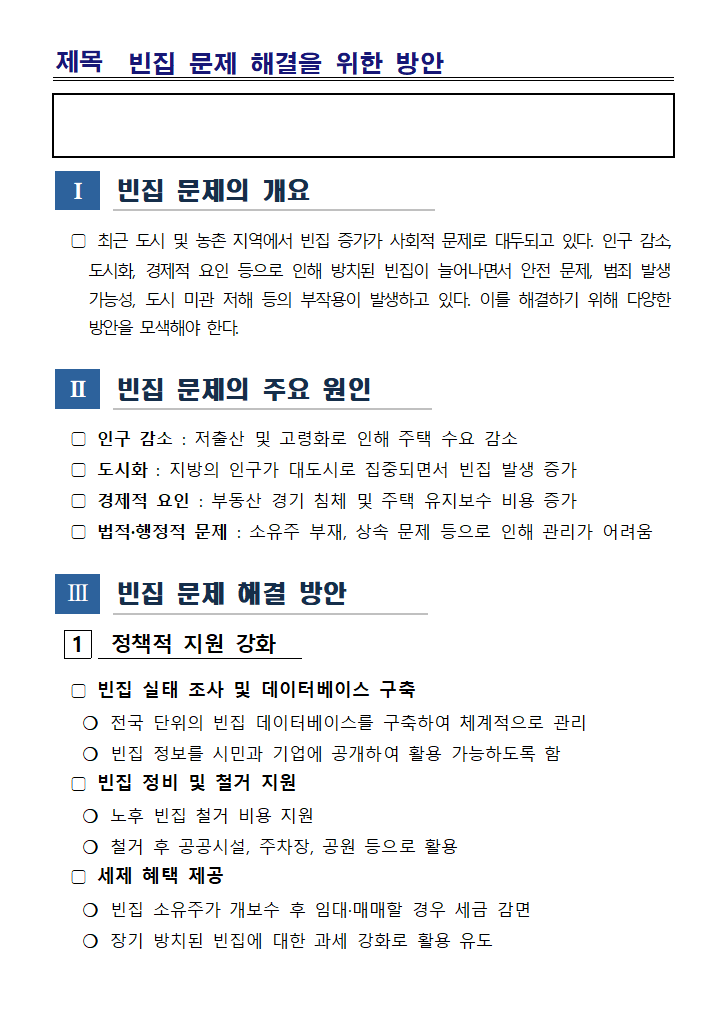 제목 빈집 문제 해결을 위한 방안
Ⅰ 빈집 문제의 개요
▢ 최근 도시 및 농촌 지역에서 빈집 증가가 사회적 문제로 대두되고 있다. 인구 감소,
도시화, 경제적 요인 등으로 인해 방치된 빈집이 늘어나면서 안전 문제, 범죄 발생
가능성, 도시 미관 저해 등의 부작용이 발생하고 있다. 이를 해결하기 위해 다양한
방안을 모색해야 한다.
Ⅱ 빈집 문제의 주요 원인
▢ 인구 감소 : 저출산 및 고령화로 인해 주택 수요 감소
▢ 도시화 : 지방의 인구가 대도시로 집중되면서 빈집 발생 증가
▢ 경제적 요인 : 부동산 경기 침체 및 주택 유지보수 비용 증가
▢ 법적·행정적 문제 : 소유주 부재, 상속 문제 등으로 인해 관리가 어려움
Ⅲ 빈집 문제 해결 방안
1 정책적 지원 강화
▢ 빈집 실태 조사 및 데이터베이스 구축
❍ 전국 단위의 빈집 데이터베이스를 구축하여 체계적으로 관리
❍ 빈집 정보를 시민과 기업에 공개하여 활용 가능하도록 함
▢ 빈집 정비 및 철거 지원
❍ 노후 빈집 철거 비용 지원
❍ 철거 후 공공시설, 주차장, 공원 등으로 활용
▢ 세제 혜택 제공
❍ 빈집 소유주가 개보수 후 임대·매매할 경우 세금 감면
❍ 장기 방치된 빈집에 대한 과세 강화로 활용 유도